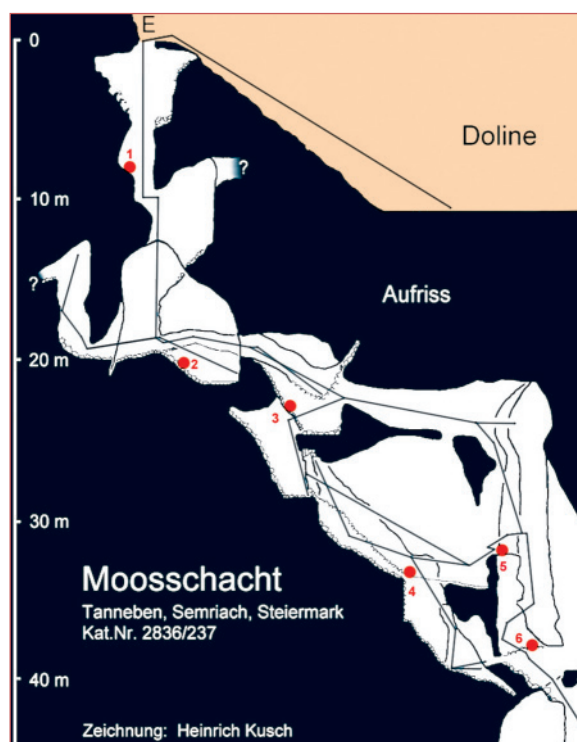 E
0
Doline
1
?
10 m
?
Aufriss
20 m
2
3
30 m
5
Moosschacht
4
Tanneben, Semriach, Steiermark
Kat.Nr. 2836/237
6
40 m
Zeichnung: Heinrich Kusch